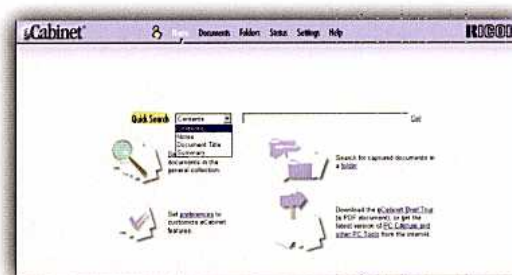 eCabinet
Home Documents Folders Status Settings Help
RICOH
Quick Search Contents Go!
Contents
Notes
Document Title
Summary
documents in the
general collection.
Search for captured documents in
a folder.
Set preferences to
customize eCabinet
features.
Download the eCabinet Brief Tour
(a PDF document), or get the
latest version of PC Capture and
other PC Tools from the internet.